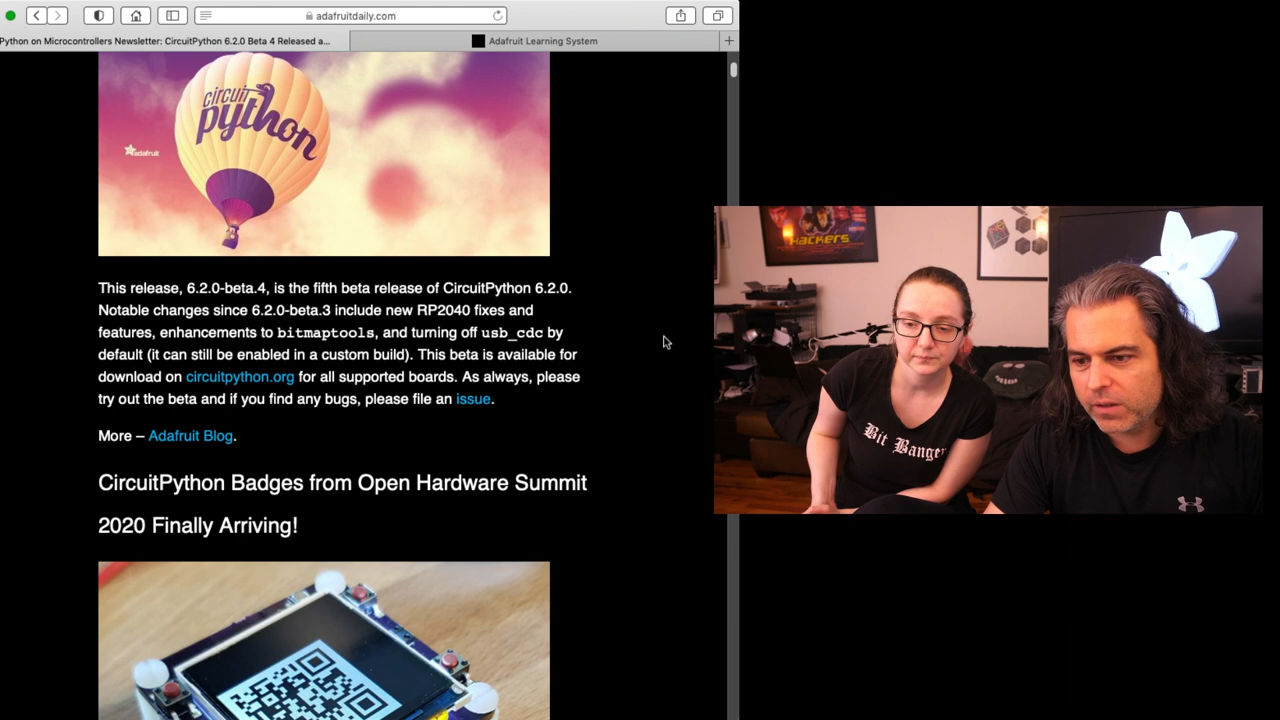 adafruitdaily.com
Python on Microcontrollers Newsletter: CircuitPython 6.2.0 Beta 4 Released a...
Adafruit Learning System
circuit
python
adafruit
HACKERS
This release, 6.2.0-beta.4, is the fifth beta release of CircuitPython 6.2.0.
Notable changes since 6.2.0-beta.3 include new RP2040 fixes and
features, enhancements to bitmaptools, and turning off usb_cdc by
default (it can still be enabled in a custom build). This beta is available for
download on circuitpython.org for all supported boards. As always, please
try out the beta and if you find any bugs, please file an issue.
Bit Banger
More – Adafruit Blog.
CircuitPython Badges from Open Hardware Summit
2020 Finally Arriving!